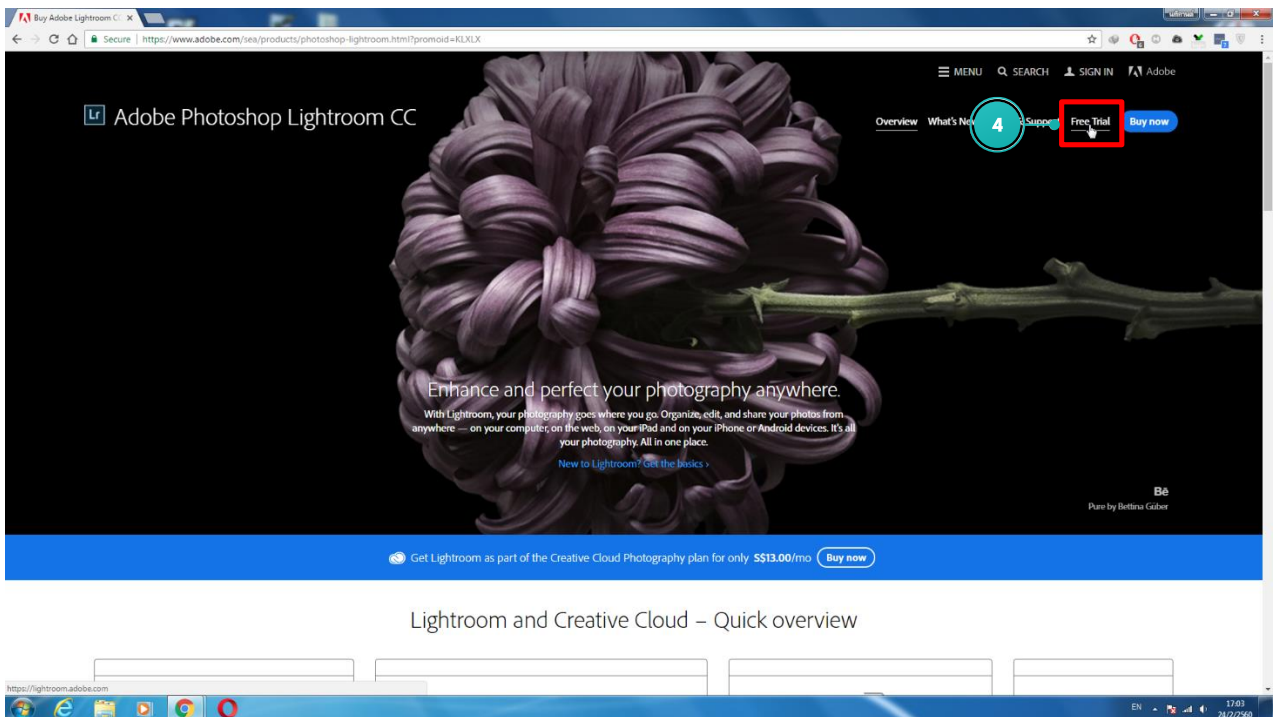 Buy Adobe Lightroom C
Secure | https://www.adobe.com/sea/products/photoshop-lightroom.html?promoid=KLXLX
MENU SEARCH SIGN IN Adobe
Lr Adobe Photoshop Lightroom CC
Overview What's New 4 Support Free Trial Buy now
Enhance and perfect your photography anywhere.
With Lightroom, your photography goes where you go. Organize, edit, and share your photos from
anywhere — on your computer, on the web, on your iPad and on your iPhone or Android devices. It's all
your photography. All in one place.
New to Lightroom? Get the basics ›
Bē
Pure by Bettina Güber
Get Lightroom as part of the Creative Cloud Photography plan for only S$13.00/mo Buy now
Lightroom and Creative Cloud – Quick overview
https://lightroom.adobe.com
EN 17:03
24/2/2560